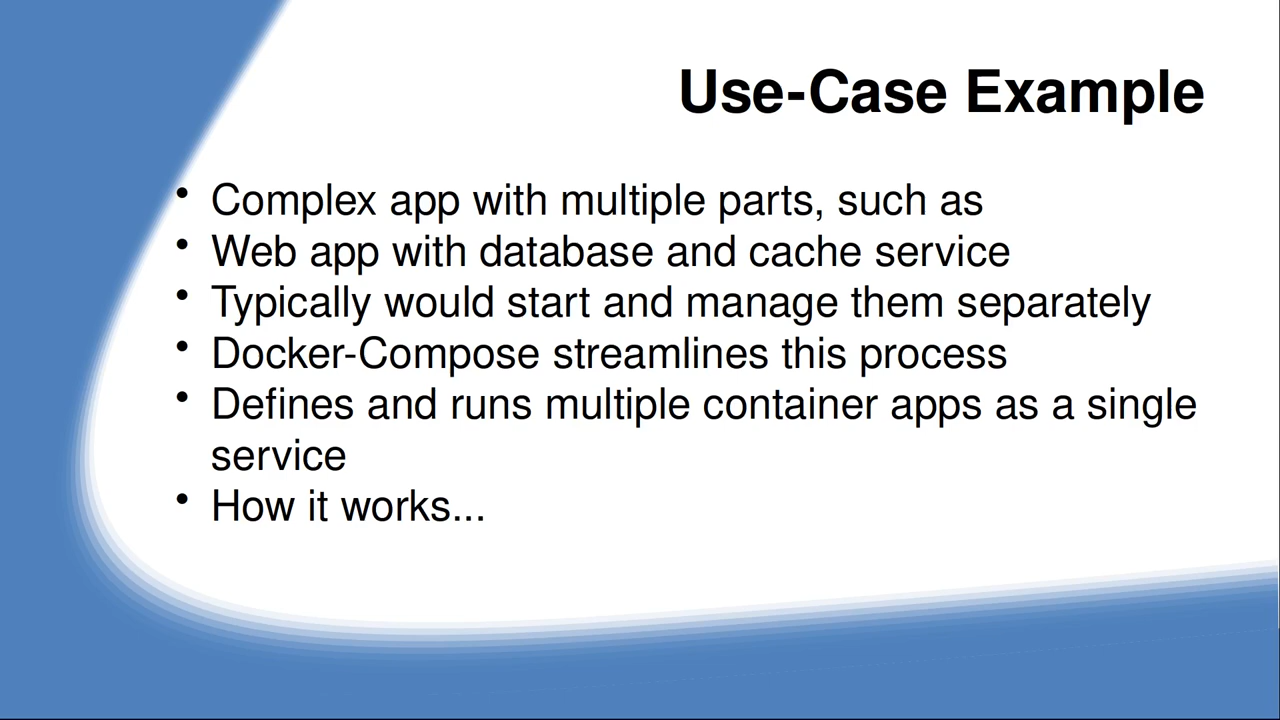 Use-Case Example
• Complex app with multiple parts, such as
• Web app with database and cache service
• Typically would start and manage them separately
• Docker-Compose streamlines this process
• Defines and runs multiple container apps as a single
service
• How it works...